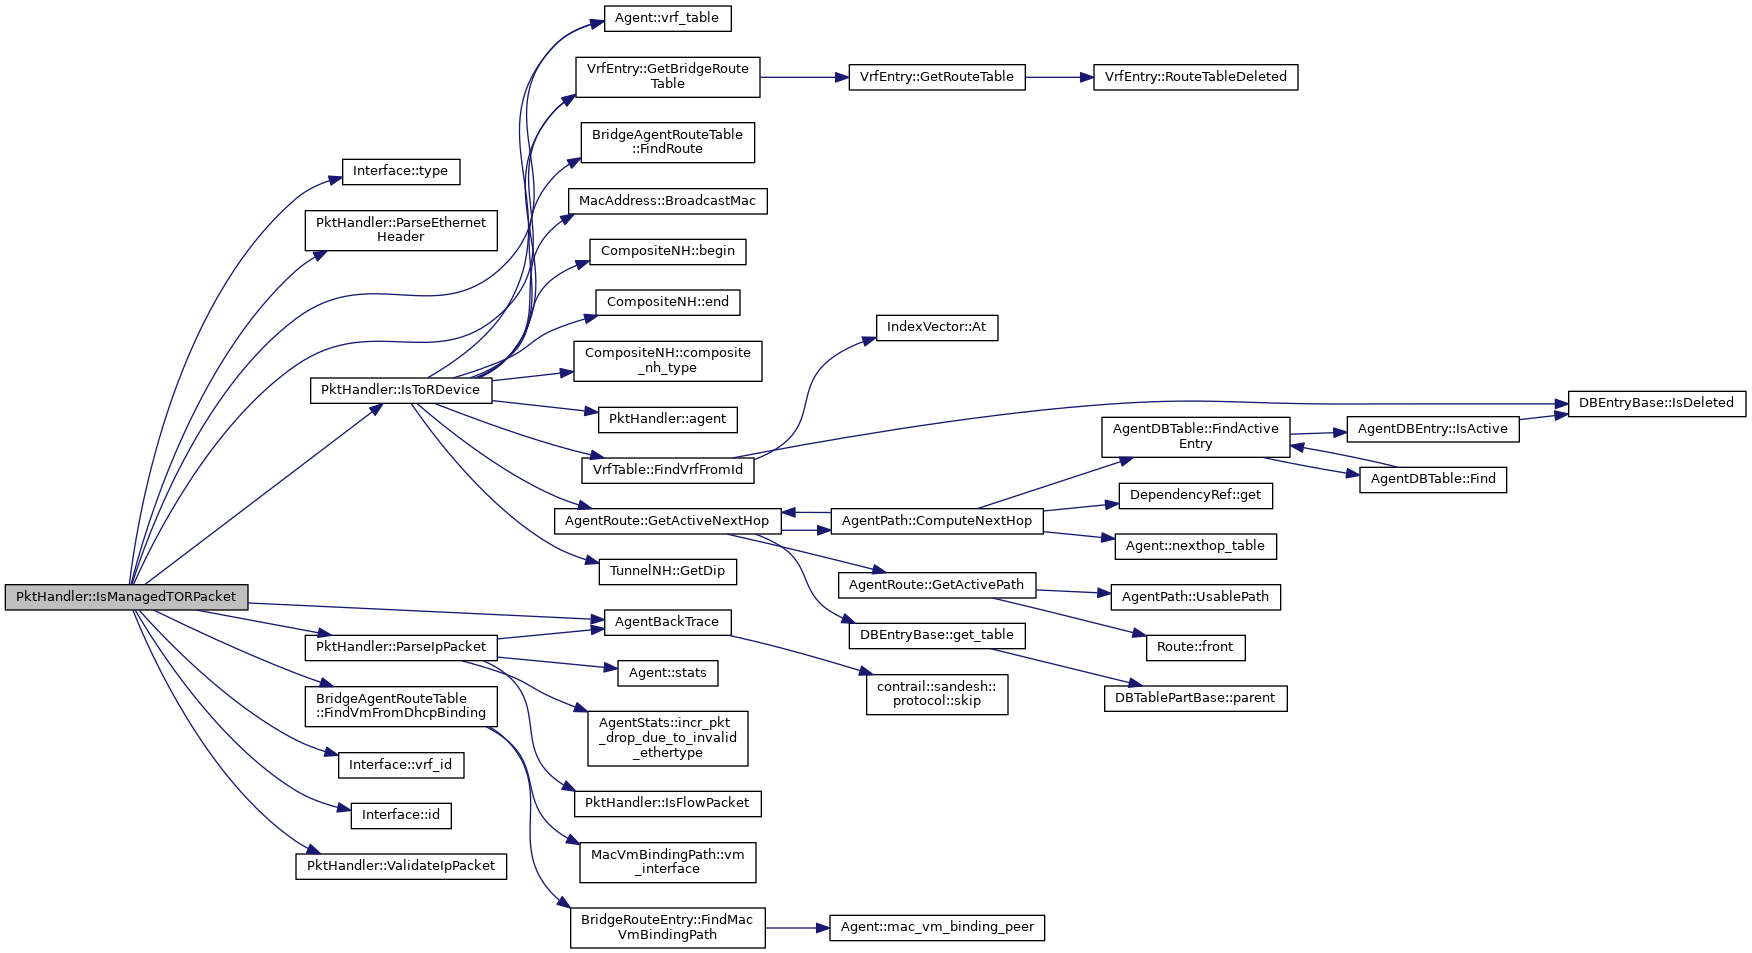 PktHandler::IsManagedTORPacket
Interface::type
PktHandler::ParseEthernet
Header
PktHandler::IsToRDevice
PktHandler::ParseIpPacket
BridgeAgentRouteTable
::FindVmFromDhcpBinding
Interface::vrf_id
Interface::id
PktHandler::ValidateIpPacket
Agent::vrf_table
VrfEntry::GetBridgeRoute
Table
BridgeAgentRouteTable
::FindRoute
MacAddress::BroadcastMac
CompositeNH::begin
CompositeNH::end
CompositeNH::composite
_nh_type
PktHandler::agent
VrfTable::FindVrfFromId
AgentRoute::GetActiveNextHop
TunnelNH::GetDip
AgentBackTrace
Agent::stats
AgentStats::incr_pkt
_drop_due_to_invalid
_ethertype
PktHandler::IsFlowPacket
MacVmBindingPath::vm
_interface
BridgeRouteEntry::FindMac
VmBindingPath
VrfEntry::GetRouteTable
IndexVector::At
AgentPath::ComputeNextHop
AgentRoute::GetActivePath
DBEntryBase::get_table
contrail::sandesh::
protocol::skip
Agent::mac_vm_binding_peer
VrfEntry::RouteTableDeleted
AgentDBTable::FindActive
Entry
DependencyRef::get
Agent::nexthop_table
AgentPath::UsablePath
Route::front
DBTablePartBase::parent
AgentDBEntry::IsActive
AgentDBTable::Find
DBEntryBase::IsDeleted